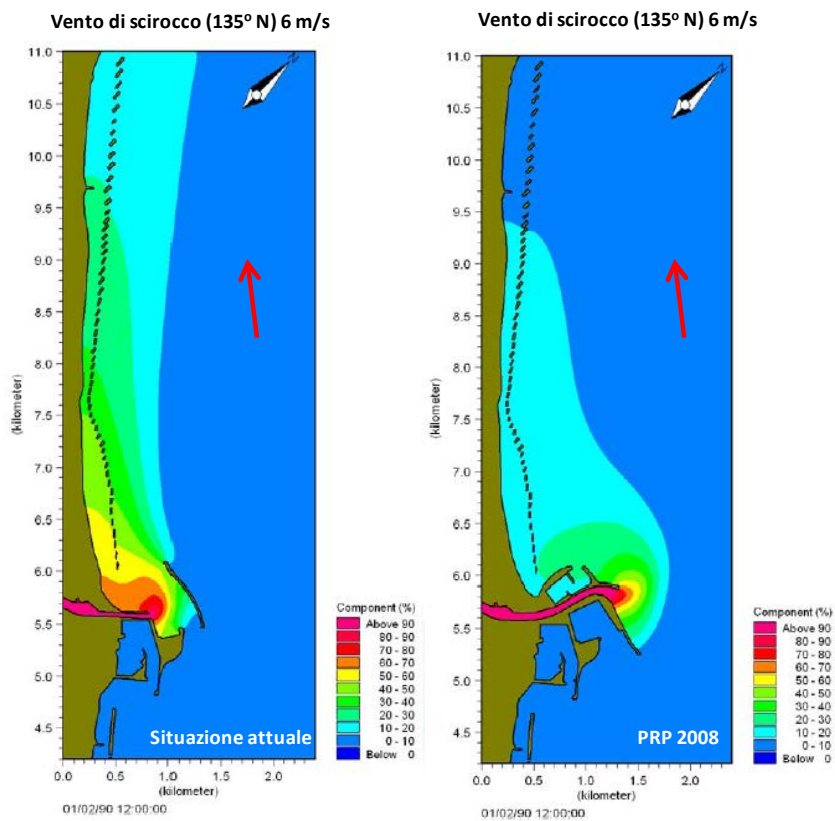 Vento di scirocco (135º N) 6 m/s
11.0
10.5
10.0
9.5
9.0
8.5
8.0
7.5
7.0
6.5
6.0
5.5
5.0
4.5
(kilometer)
N
Component (%)
Above 90
80 - 90
70 - 80
60 - 70
50 - 60
40 - 50
30 - 40
20 - 30
10 - 20
0 - 10
Below 0
Situazione attuale
0.0 0.5 1.0 1.5 2.0
(kilometer)
01/02/90 12:00:00
Vento di scirocco (135º N) 6 m/s
11.0
10.5
10.0
9.5
9.0
8.5
8.0
7.5
7.0
6.5
6.0
5.5
5.0
4.5
(kilometer)
N
Component (%)
Above 90
80 - 90
70 - 80
60 - 70
50 - 60
40 - 50
30 - 40
20 - 30
10 - 20
0 - 10
Below 0
PRP 2008
0.0 0.5 1.0 1.5 2.0
(kilometer)
01/02/90 12:00:00